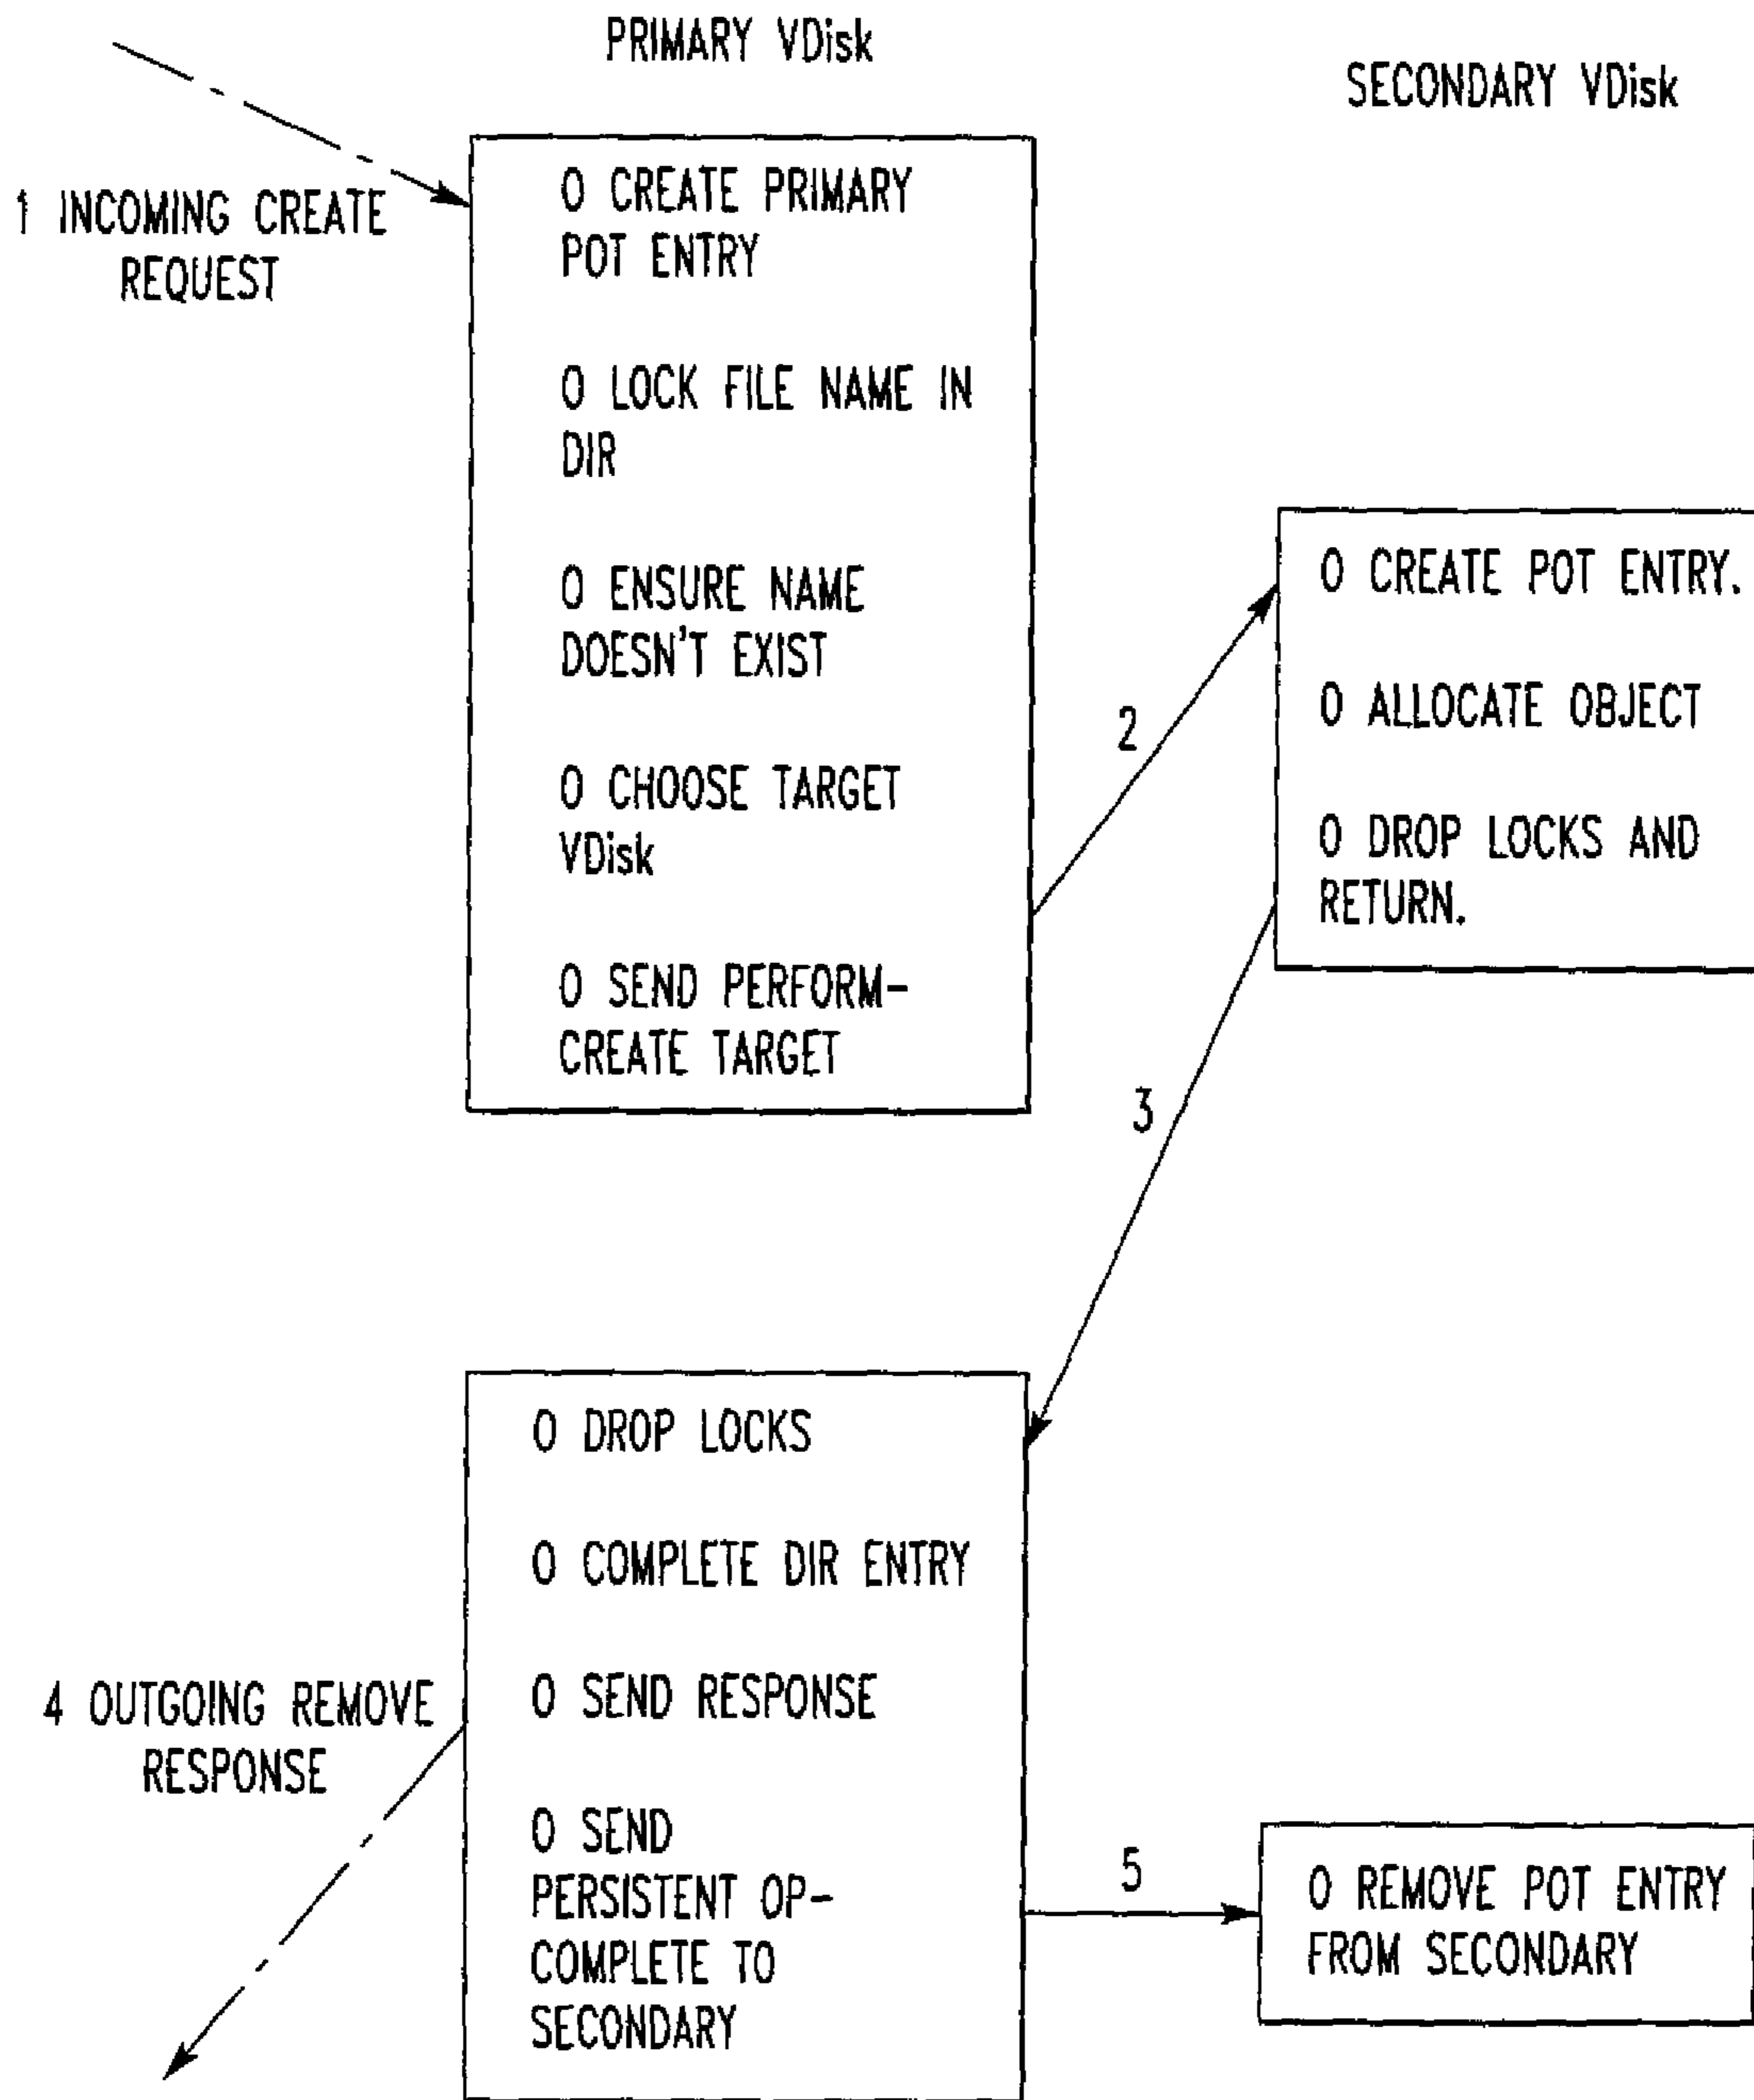 PRIMARY VDisk
SECONDARY VDisk
1 INCOMING CREATE
REQUEST
O CREATE PRIMARY
POT ENTRY
O LOCK FILE NAME IN
DIR
O ENSURE NAME
DOESN'T EXIST
O CHOOSE TARGET
VDisk
O SEND PERFORM-
CREATE TARGET
2
O CREATE POT ENTRY.
O ALLOCATE OBJECT
O DROP LOCKS AND
RETURN.
3
O DROP LOCKS
O COMPLETE DIR ENTRY
O SEND RESPONSE
O SEND
PERSISTENT OP-
COMPLETE TO
SECONDARY
4 OUTGOING REMOVE
RESPONSE
5
O REMOVE POT ENTRY
FROM SECONDARY